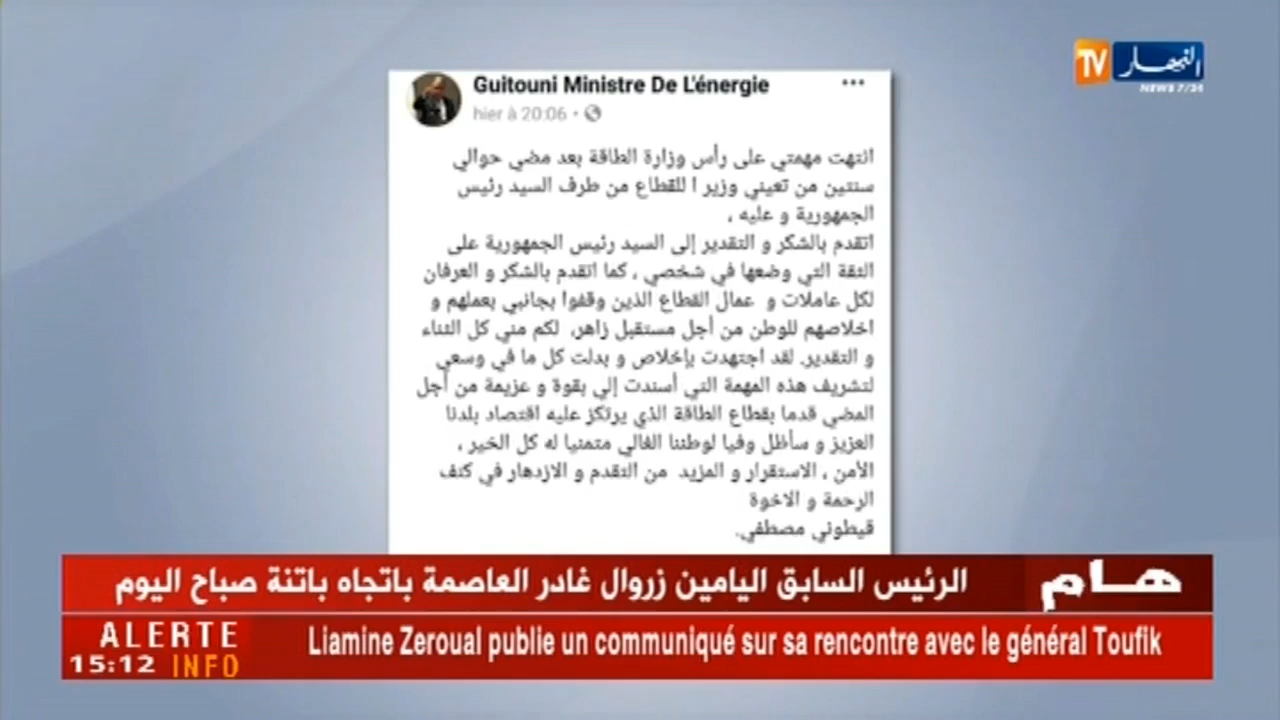 TV النهار
NEWS 7/24
Guitouni Ministre De L'énergie
hier à 20:06
انتهت مهمتي على رأس وزارة الطاقة بعد مضي حوالي
سنتين من تعيني وزير ا للقطاع من طرف السيد رئيس
الجمهورية و عليه ،
اتقدم بالشكر و التقدير إلى السيد رئيس الجمهورية على
الثقة التي وضعها في شخصي ، كما اتقدم بالشكر و العرفان
لكل عاملات و عمال القطاع الذين وقفوا بجانبي بعملهم و
اخلاصهم للوطن من أجل مستقبل زاهر، لكم مني كل الثناء
و التقدير. لقد اجتهدت بإخلاص و بدلت كل ما في وسعي
لتشريف هذه المهمة التي أسندت إلي بقوة و عزيمة من أجل
المضي قدما بقطاع الطاقة الذي يرتكز عليه اقتصاد بلدنا
العزيز و سأظل وفيا لوطننا الغالي متمنيا له كل الخير ،
الأمن ، الاستقرار و المزيد من التقدم و الازدهار في كنف
الرحمة و الاخوة
قيطوني مصطفي.
هـام
الرئيس السابق اليامين زروال غادر العاصمة باتجاه باتنة صباح اليوم
ALERTE
15:12 INFO
Liamine Zeroual publie un communiqué sur sa rencontre avec le général Toufik